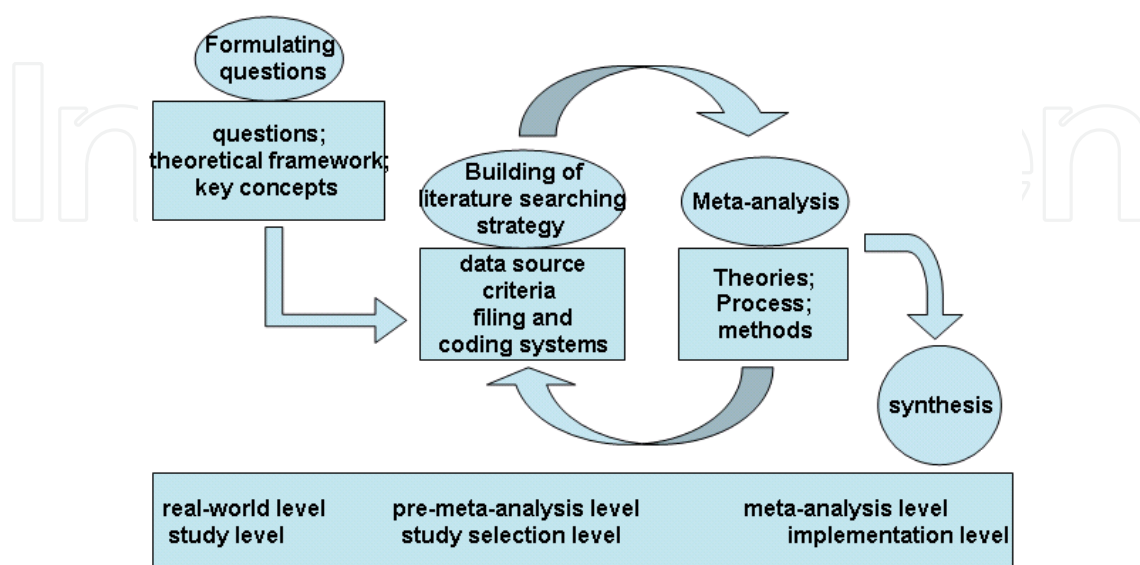 Formulating
questions
questions;
theoretical framework;
key concepts
Building of
literature searching
strategy
data source
criteria
filing and
coding systems
Meta-analysis
Theories;
Process;
methods
synthesis
real-world level
study level
pre-meta-analysis level
study selection level
meta-analysis level
implementation level